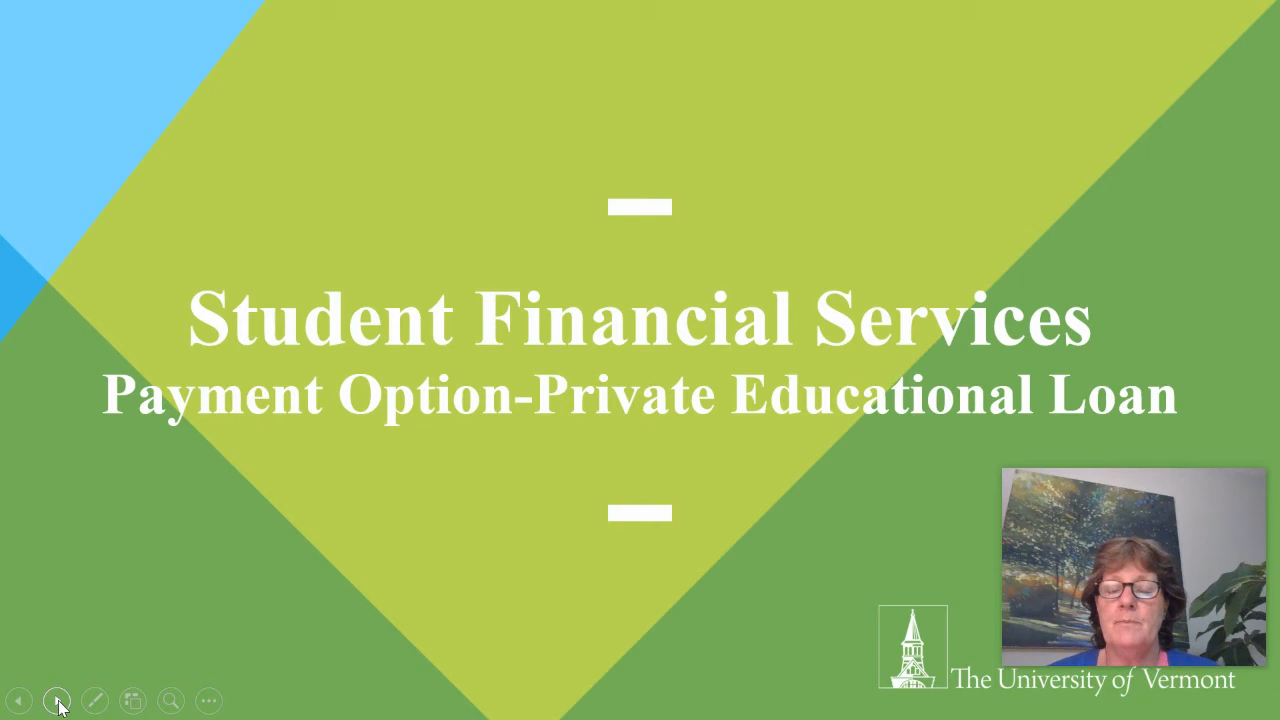 Student Financial Services
Payment Option-Private Educational Loan
The University of Vermont